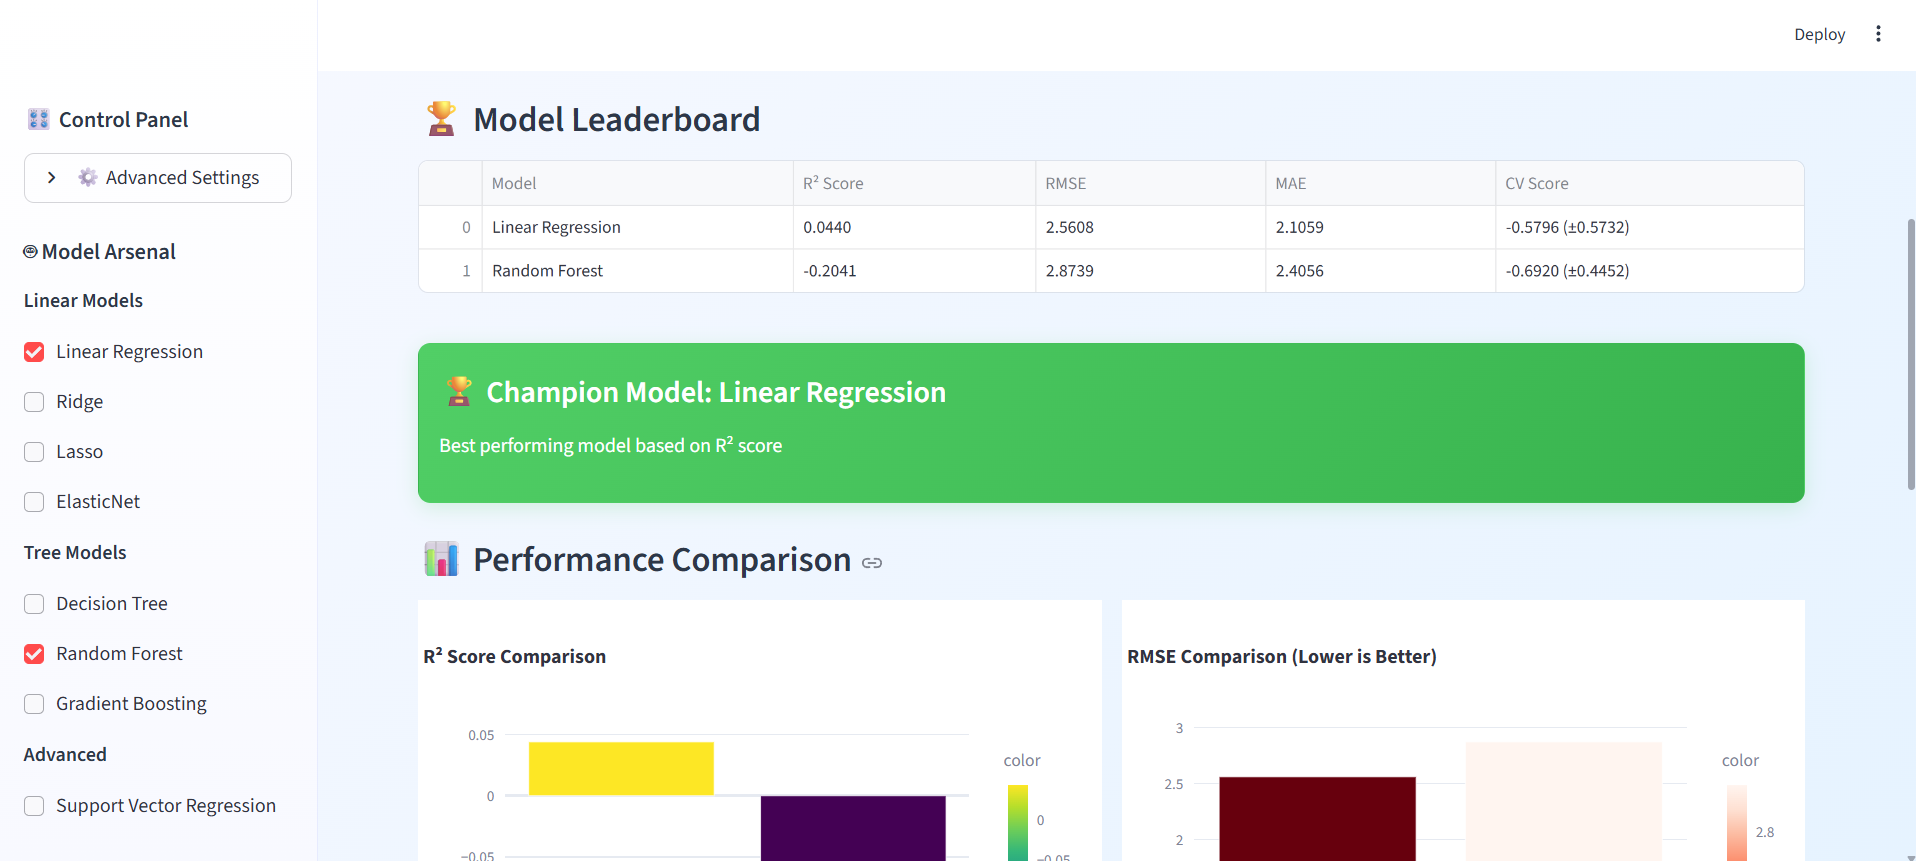 Deploy
Control Panel
Advanced Settings
Model Arsenal
Linear Models
Linear Regression
Ridge
Lasso
ElasticNet
Tree Models
Decision Tree
Random Forest
Gradient Boosting
Advanced
Support Vector Regression
Model Leaderboard
Model R² Score RMSE MAE CV Score
0 Linear Regression 0.0440 2.5608 2.1059 -0.5796 (±0.5732)
1 Random Forest -0.2041 2.8739 2.4056 -0.6920 (±0.4452)
Champion Model: Linear Regression
Best performing model based on R² score
Performance Comparison
R² Score Comparison
0.05
0
−0.05
color
0
−0.05
RMSE Comparison (Lower is Better)
3
2.5
2
color
2.8